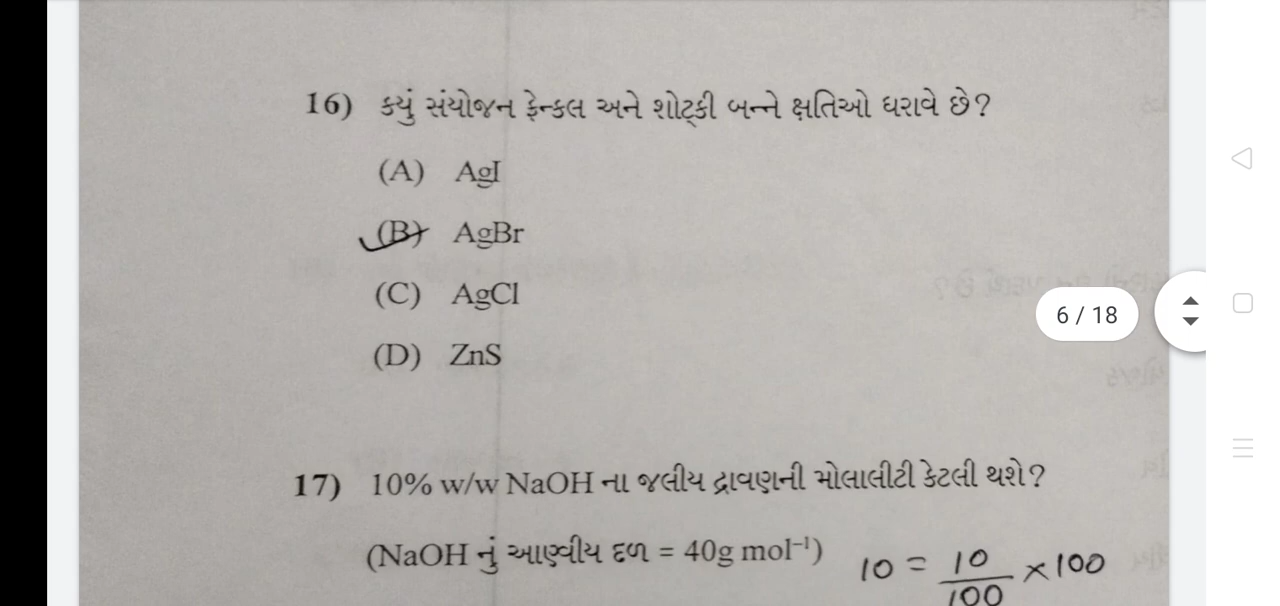 16) કયું સંયોજન ફ્રેન્કલ અને શોટ્કી બન્ને ક્ષતિઓ ધરાવે છે?
(A) AgI
(B) AgBr
(C) AgCl
6 / 18
(D) ZnS
17) 10% w/w NaOH ના જલીય દ્રાવણની મોલાલીટી કેટલી થશે?
(NaOH નું આણ્વીય દળ = 40g mol⁻¹) 10 = 10/100 × 100